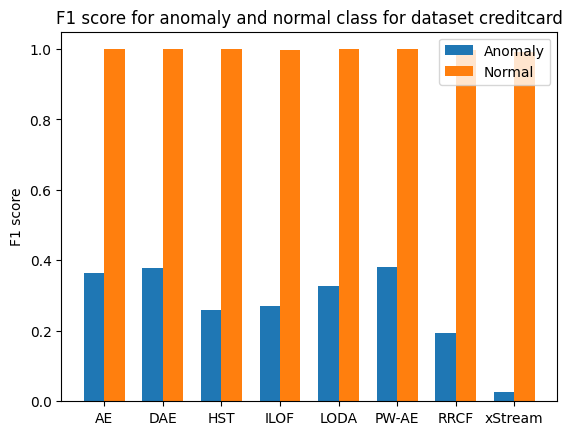 F1 score for anomaly and normal class for dataset creditcard
Anomaly
Normal
F1 score
1.0
0.8
0.6
0.4
0.2
0.0
AE DAE HST ILOF LODA PW-AE RRCF xStream